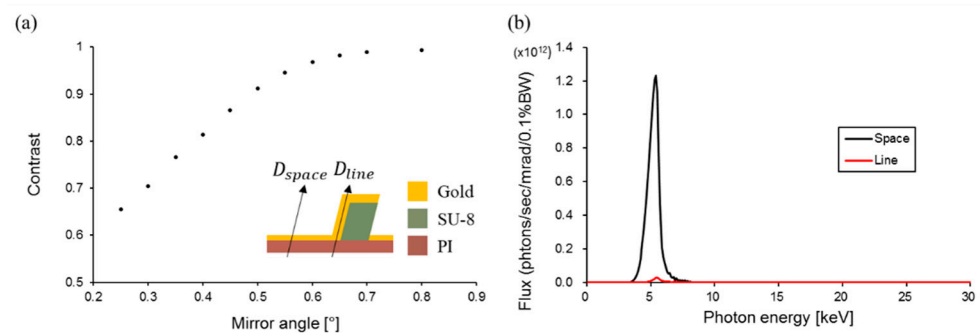 (a)
1
0.9
0.8
0.7
0.6
0.5
Contrast
0.2 0.3 0.4 0.5 0.6 0.7 0.8 0.9
Mirror angle [°]
D_space D_line
Gold
SU-8
PI
(b)
(x10¹²)
1.4
1.2
1.0
0.8
0.6
0.4
0.2
0.0
Flux (phtons/sec/mrad/0.1%BW)
0 5 10 15 20 25 30
Photon energy [keV]
Space
Line